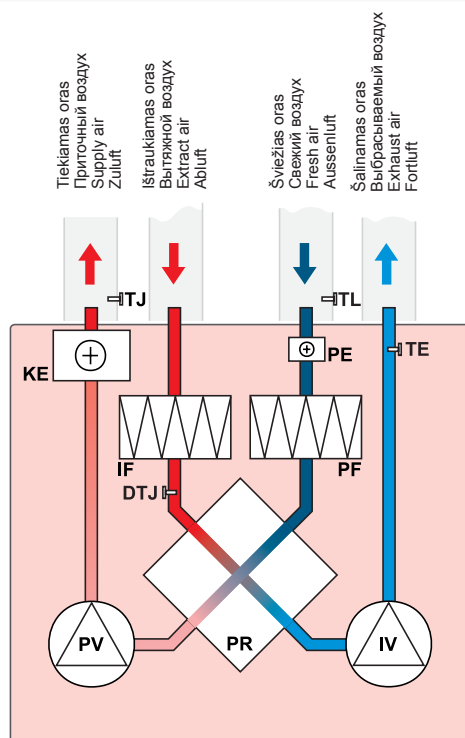 Tiekiamas oras
Приточный воздух
Supply air
Zuluft
Ištraukiamas oras
Вытяжной воздух
Extract air
Abluft
Šviežias oras
Свежий воздух
Fresh air
Aussenluft
Šalinamas oras
Выбрасываемый воздух
Exhaust air
Fortluft
TJ
TL
KE
PE
TE
IF
PF
DTJ
PV
PR
IV